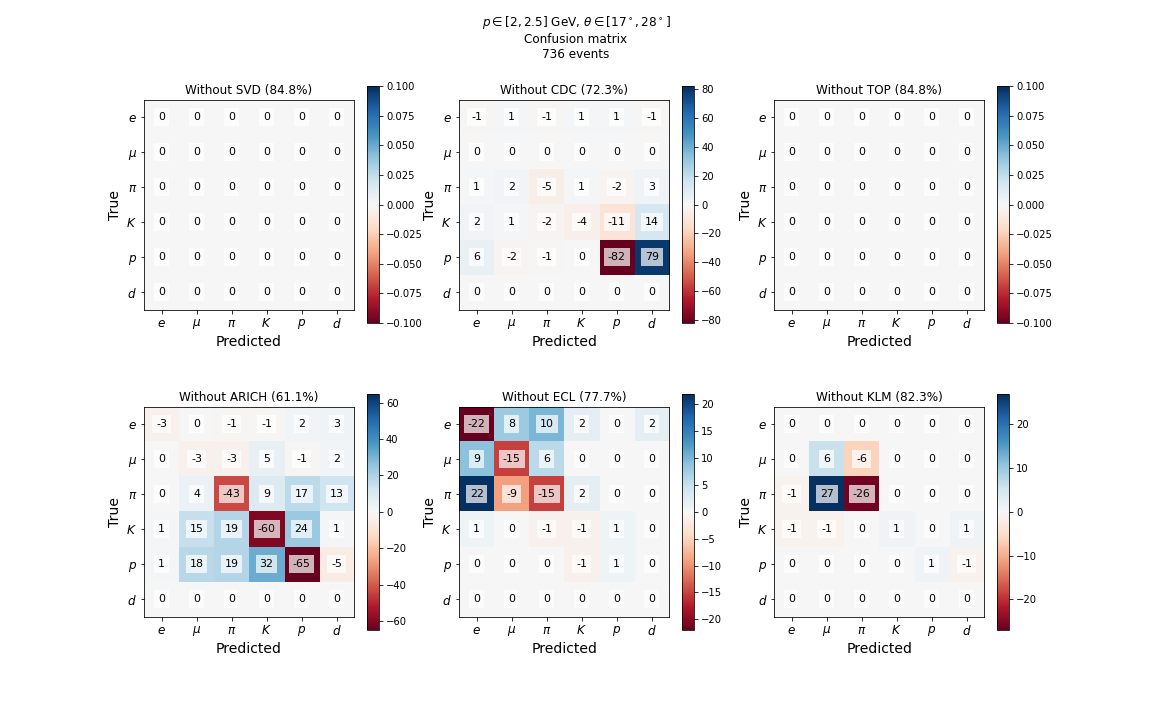 p ∈ [2, 2.5] GeV, θ ∈ [17°, 28°]
Confusion matrix
736 events
Without SVD (84.8%)
True
e 0 0 0 0 0 0
μ 0 0 0 0 0 0
π 0 0 0 0 0 0
K 0 0 0 0 0 0
p 0 0 0 0 0 0
d 0 0 0 0 0 0
e μ π K p d
Predicted
0.100
0.075
0.050
0.025
0.000
−0.025
−0.050
−0.075
−0.100
Without CDC (72.3%)
True
e -1 1 -1 1 1 -1
μ 0 0 0 0 0 0
π 1 2 -5 1 -2 3
K 2 1 -2 -4 -11 14
p 6 -2 -1 0 -82 79
d 0 0 0 0 0 0
e μ π K p d
Predicted
80
60
40
20
0
−20
−40
−60
−80
Without TOP (84.8%)
True
e 0 0 0 0 0 0
μ 0 0 0 0 0 0
π 0 0 0 0 0 0
K 0 0 0 0 0 0
p 0 0 0 0 0 0
d 0 0 0 0 0 0
e μ π K p d
Predicted
0.100
0.075
0.050
0.025
0.000
−0.025
−0.050
−0.075
−0.100
Without ARICH (61.1%)
True
e -3 0 -1 -1 2 3
μ 0 -3 -3 5 -1 2
π 0 4 -43 9 17 13
K 1 15 19 -60 24 1
p 1 18 19 32 -65 -5
d 0 0 0 0 0 0
e μ π K p d
Predicted
60
40
20
0
−20
−40
−60
Without ECL (77.7%)
True
e -22 8 10 2 0 2
μ 9 -15 6 0 0 0
π 22 -9 -15 2 0 0
K 1 0 -1 -1 1 0
p 0 0 0 -1 1 0
d 0 0 0 0 0 0
e μ π K p d
Predicted
20
15
10
5
0
−5
−10
−15
−20
Without KLM (82.3%)
True
e 0 0 0 0 0 0
μ 0 6 -6 0 0 0
π -1 27 -26 0 0 0
K -1 -1 0 1 0 1
p 0 0 0 0 1 -1
d 0 0 0 0 0 0
e μ π K p d
Predicted
20
10
0
−10
−20